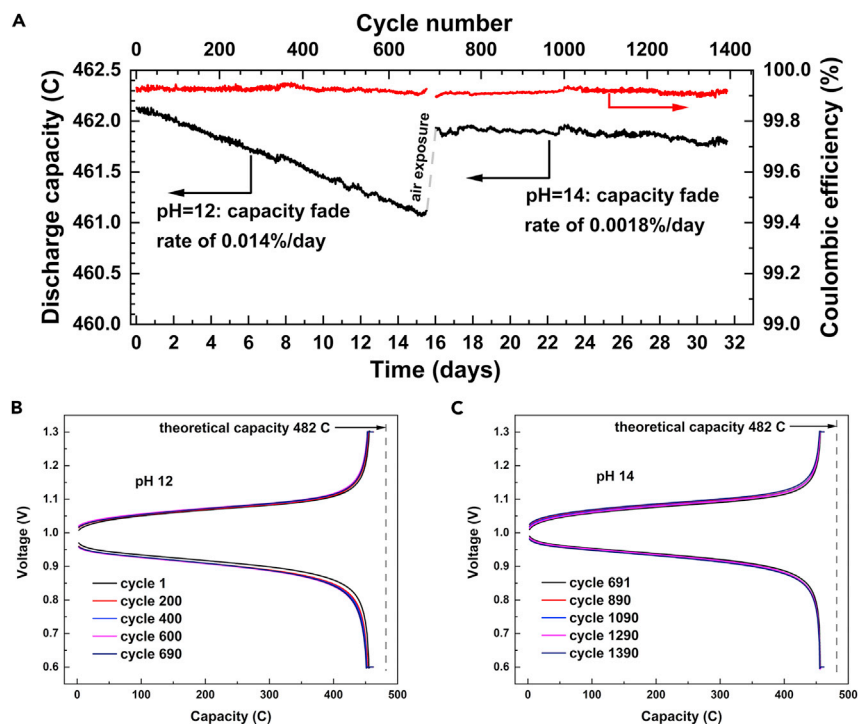 A
Cycle number
0 200 400 600 800 1000 1200 1400
462.5
462.0
461.5
461.0
460.5
460.0
Discharge capacity (C)
100.0
99.8
99.6
99.4
99.2
99.0
Coulombic efficiency (%)
air exposure
pH=12: capacity fade
rate of 0.014%/day
pH=14: capacity fade
rate of 0.0018%/day
0 2 4 6 8 10 12 14 16 18 20 22 24 26 28 30 32
Time (days)
B
theoretical capacity 482 C
1.3
1.2
1.1
1.0
0.9
0.8
0.7
0.6
Voltage (V)
pH 12
cycle 1
cycle 200
cycle 400
cycle 600
cycle 690
0 100 200 300 400 500
Capacity (C)
C
theoretical capacity 482 C
1.3
1.2
1.1
1.0
0.9
0.8
0.7
0.6
Voltage (V)
pH 14
cycle 691
cycle 890
cycle 1090
cycle 1290
cycle 1390
0 100 200 300 400 500
Capacity (C)